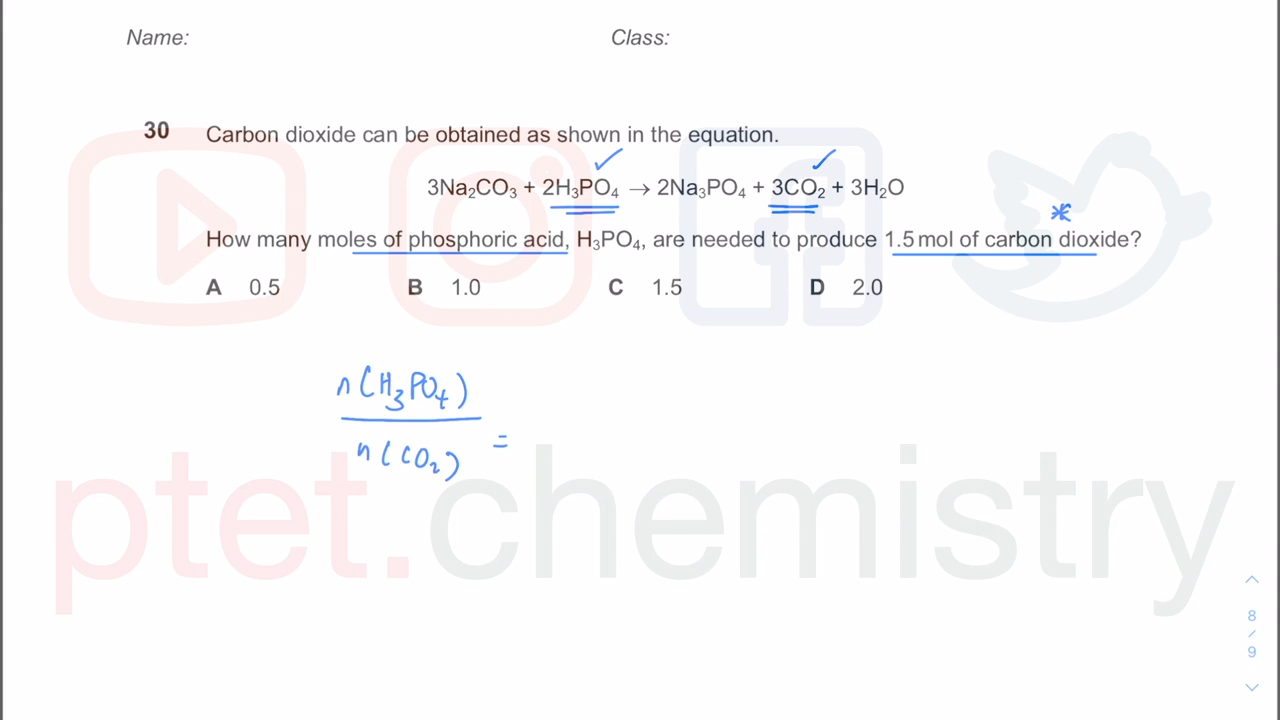 Name: Class:
30 Carbon dioxide can be obtained as shown in the equation.
3Na₂CO₃ + 2H₃PO₄ → 2Na₃PO₄ + 3CO₂ + 3H₂O
*
How many moles of phosphoric acid, H₃PO₄, are needed to produce 1.5 mol of carbon dioxide?
A 0.5 B 1.0 C 1.5 D 2.0
n(H₃PO₄)
=
n(CO₂)
ptet.chemistry
8
/
9